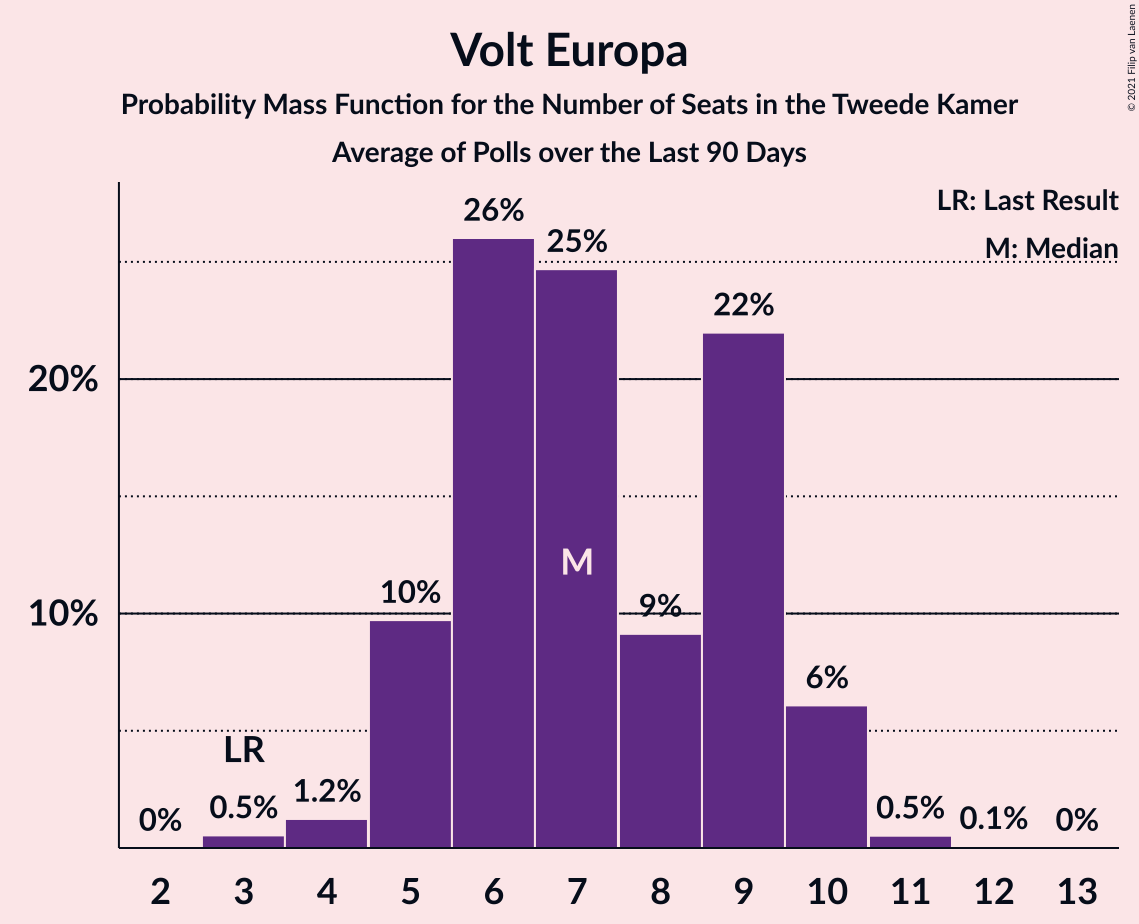 Volt Europa
Probability Mass Function for the Number of Seats in the Tweede Kamer
Average of Polls over the Last 90 Days
© 2021 Filip van Laenen
LR: Last Result
M: Median
26%
25%
22%
20%
M
10%
9%
10%
6%
LR
0% 0.5% 1.2% 0.5% 0.1% 0%
2 3 4 5 6 7 8 9 10 11 12 13